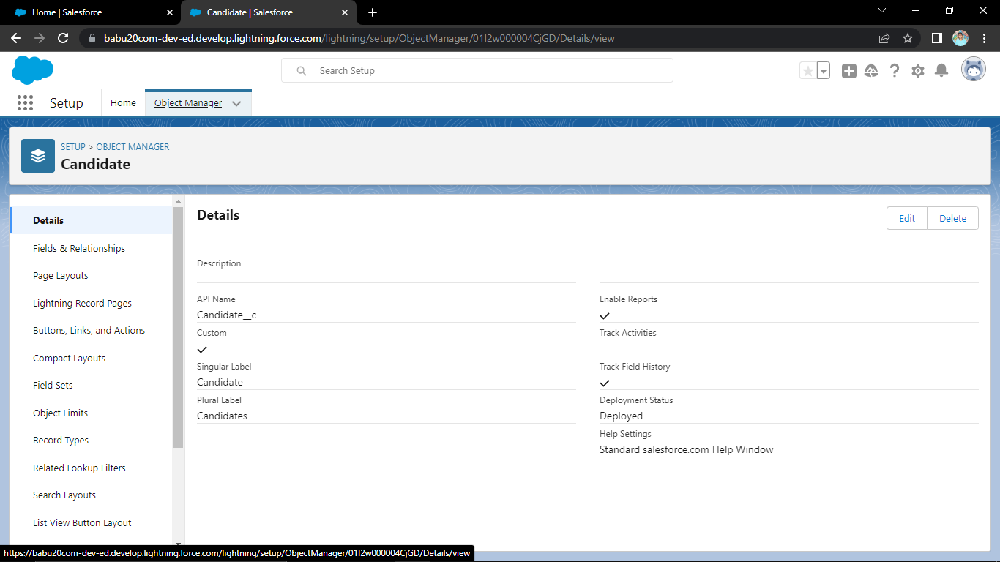 Home | Salesforce
Candidate | Salesforce
babu20com-dev-ed.develop.lightning.force.com/lightning/setup/ObjectManager/01I2w000004CjGD/Details/view
Search Setup
Setup
Home
Object Manager
SETUP > OBJECT MANAGER
Candidate
Details
Fields & Relationships
Page Layouts
Lightning Record Pages
Buttons, Links, and Actions
Compact Layouts
Field Sets
Object Limits
Record Types
Related Lookup Filters
Search Layouts
List View Button Layout
Details
Edit
Delete
Description
API Name
Candidate__c
Custom
Singular Label
Candidate
Plural Label
Candidates
Enable Reports
Track Activities
Track Field History
Deployment Status
Deployed
Help Settings
Standard salesforce.com Help Window
https://babu20com-dev-ed.develop.lightning.force.com/lightning/setup/ObjectManager/01I2w000004CjGD/Details/view